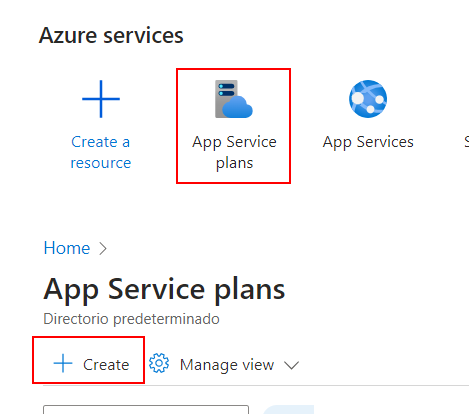 Azure services
Create a
resource
App Service
plans
App Services
S
Home
App Service plans
Directorio predeterminado
Create
Manage view